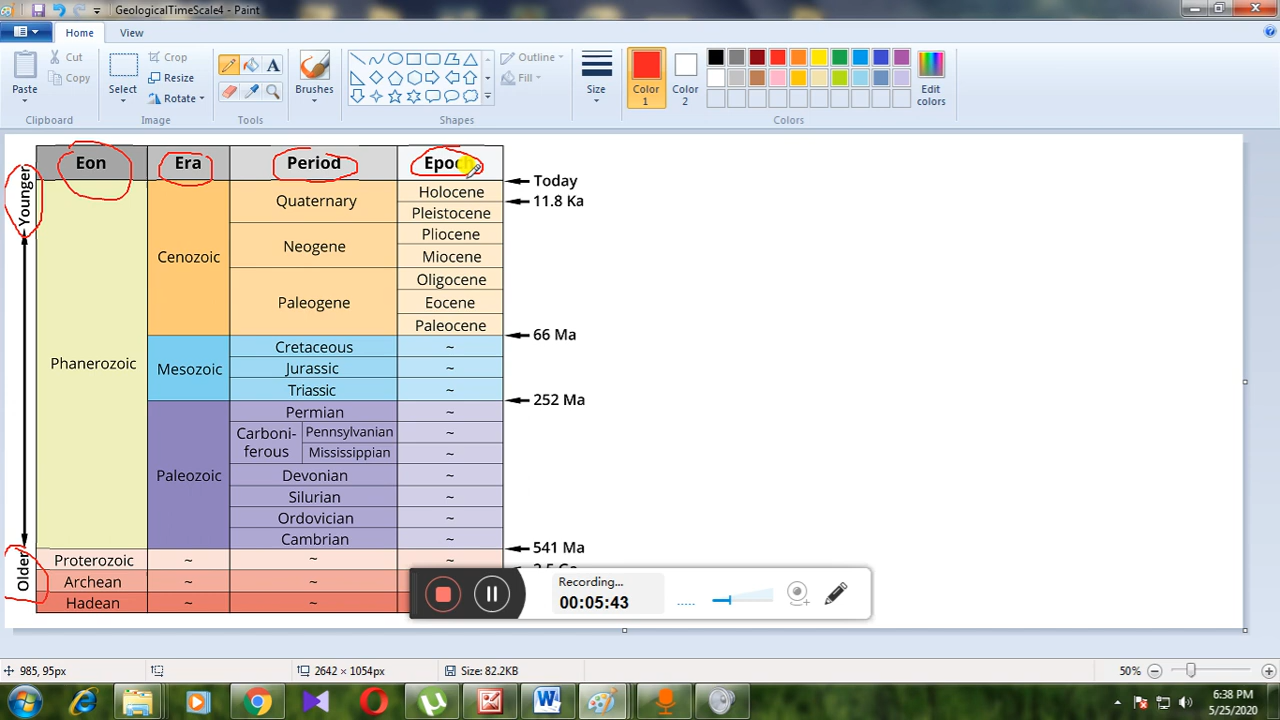 GeologicalTimeScale4 - Paint
Home View
Cut
Copy
Paste
Clipboard
Select
Crop
Resize
Rotate
Image
A
Tools
Brushes
Outline
Fill
Shapes
Size
Color 1
Color 2
Edit colors
Colors
Eon Era Period Epoch
Younger
Older
Phanerozoic
Cenozoic
Quaternary
Neogene
Paleogene
Holocene
Pleistocene
Pliocene
Miocene
Oligocene
Eocene
Paleocene
Mesozoic
Cretaceous ~
Jurassic ~
Triassic ~
Paleozoic
Permian ~
Carboni-
ferous
Pennsylvanian ~
Mississippian ~
Devonian ~
Silurian ~
Ordovician ~
Cambrian ~
Proterozoic ~ ~ ~
Archean ~ ~
Hadean ~ ~
Today
11.8 Ka
66 Ma
252 Ma
541 Ma
Recording...
00:05:43
.....
985, 95px
2642 × 1054px
Size: 82.2KB
50%
6:38 PM
5/25/2020